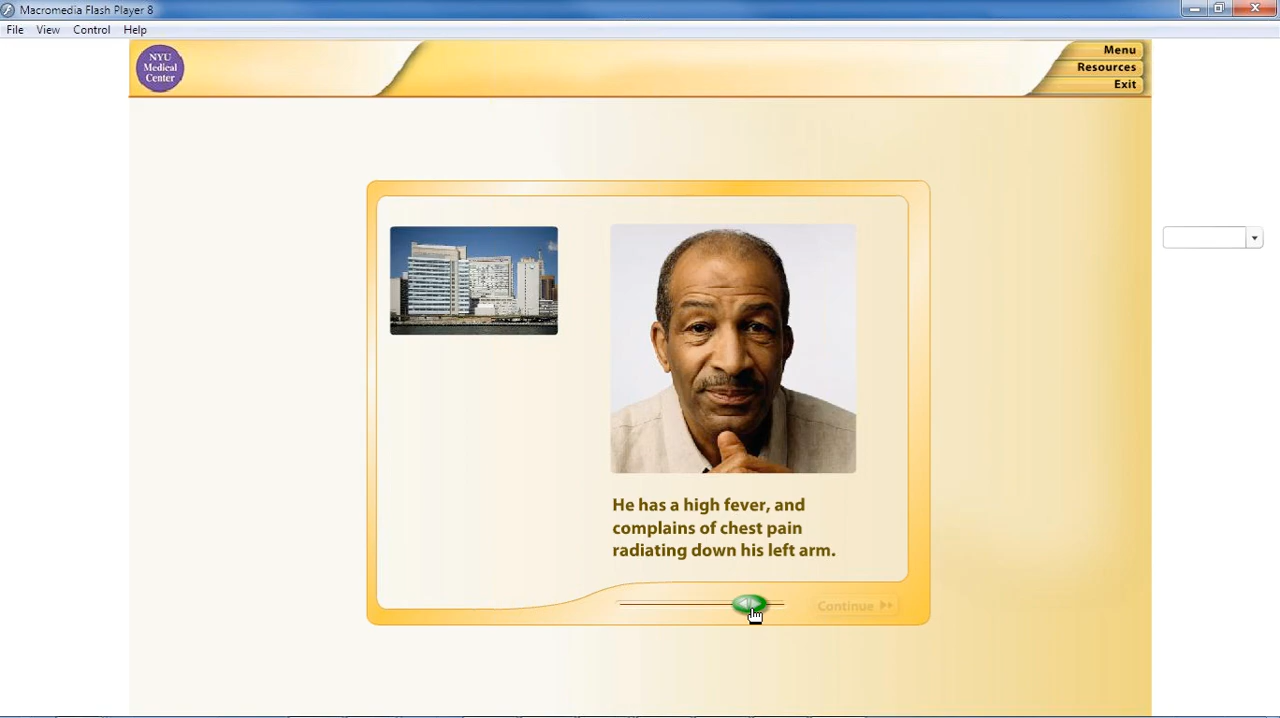 Macromedia Flash Player 8
File View Control Help
NYU
Medical
Center
Menu
Resources
Exit
He has a high fever, and
complains of chest pain
radiating down his left arm.
Continue